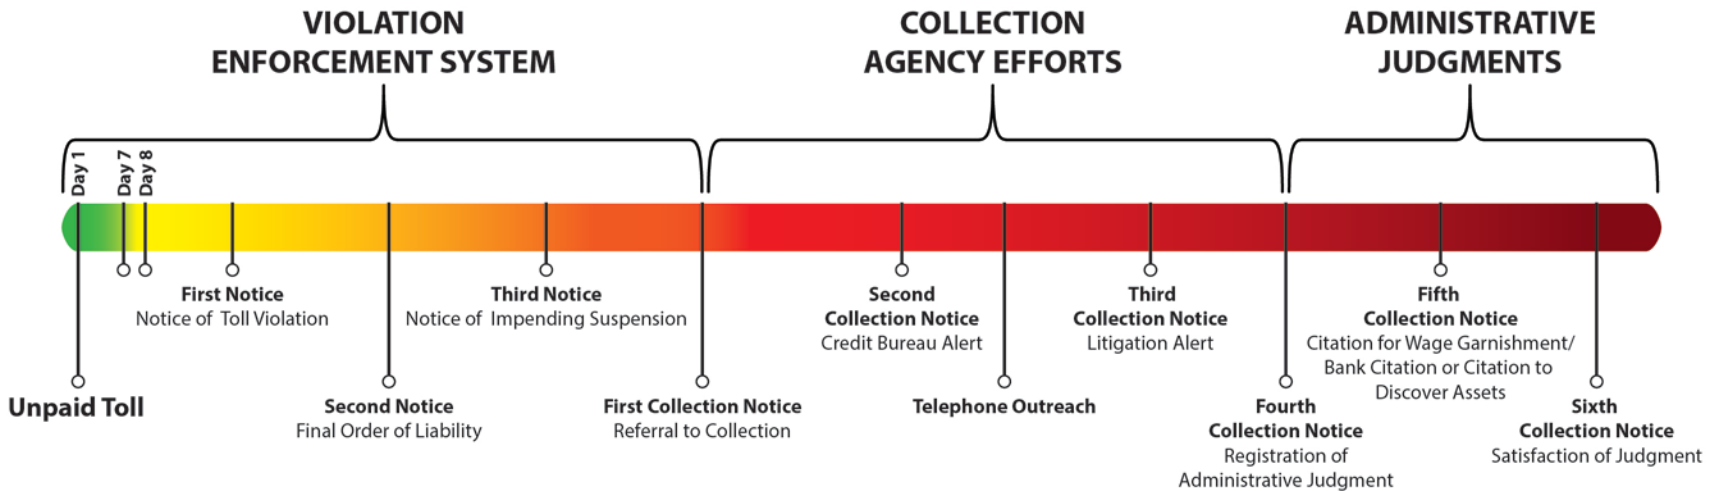 VIOLATION
ENFORCEMENT SYSTEM
COLLECTION
AGENCY EFFORTS
ADMINISTRATIVE
JUDGMENTS
Day 1
Day 7
Day 8
First Notice
Notice of Toll Violation
Third Notice
Notice of Impending Suspension
Second
Collection Notice
Credit Bureau Alert
Third
Collection Notice
Litigation Alert
Fifth
Collection Notice
Citation for Wage Garnishment/
Bank Citation or Citation to
Discover Assets
Unpaid Toll
Second Notice
Final Order of Liability
First Collection Notice
Referral to Collection
Telephone Outreach
Fourth
Collection Notice
Registration of
Administrative Judgment
Sixth
Collection Notice
Satisfaction of Judgment